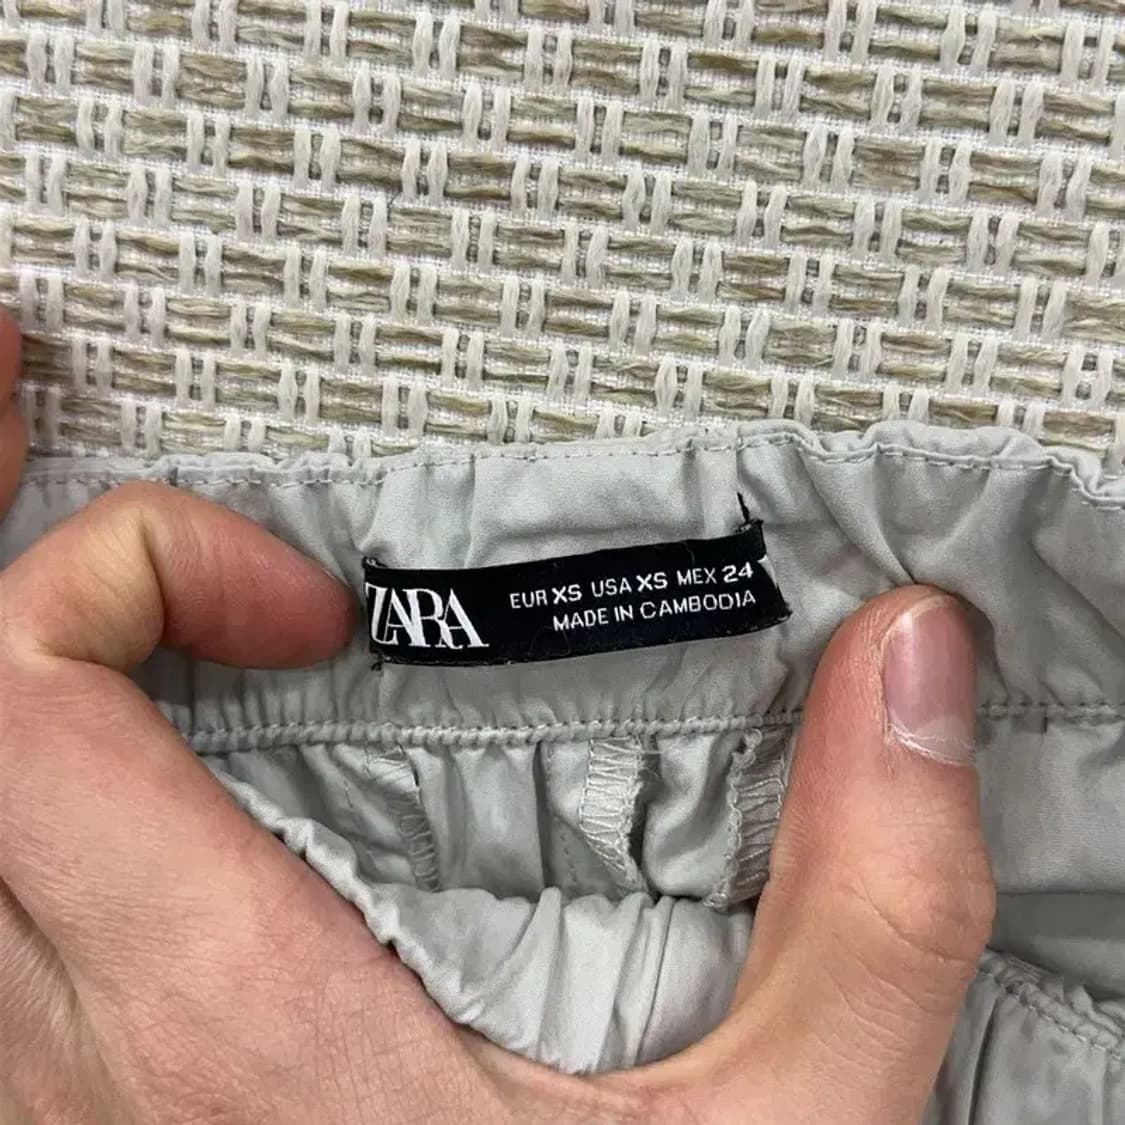 ZARA
EUR XS USA XS MEX 24
MADE IN CAMBODIA